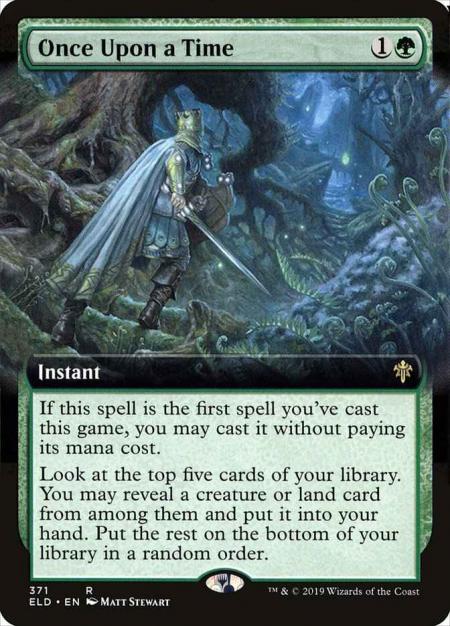 Once Upon a Time 1
Instant
If this spell is the first spell you've cast
this game, you may cast it without paying
its mana cost.
Look at the top five cards of your library.
You may reveal a creature or land card
from among them and put it into your
hand. Put the rest on the bottom of your
library in a random order.
371 R
ELD • EN Matt Stewart
™ & © 2019 Wizards of the Coast